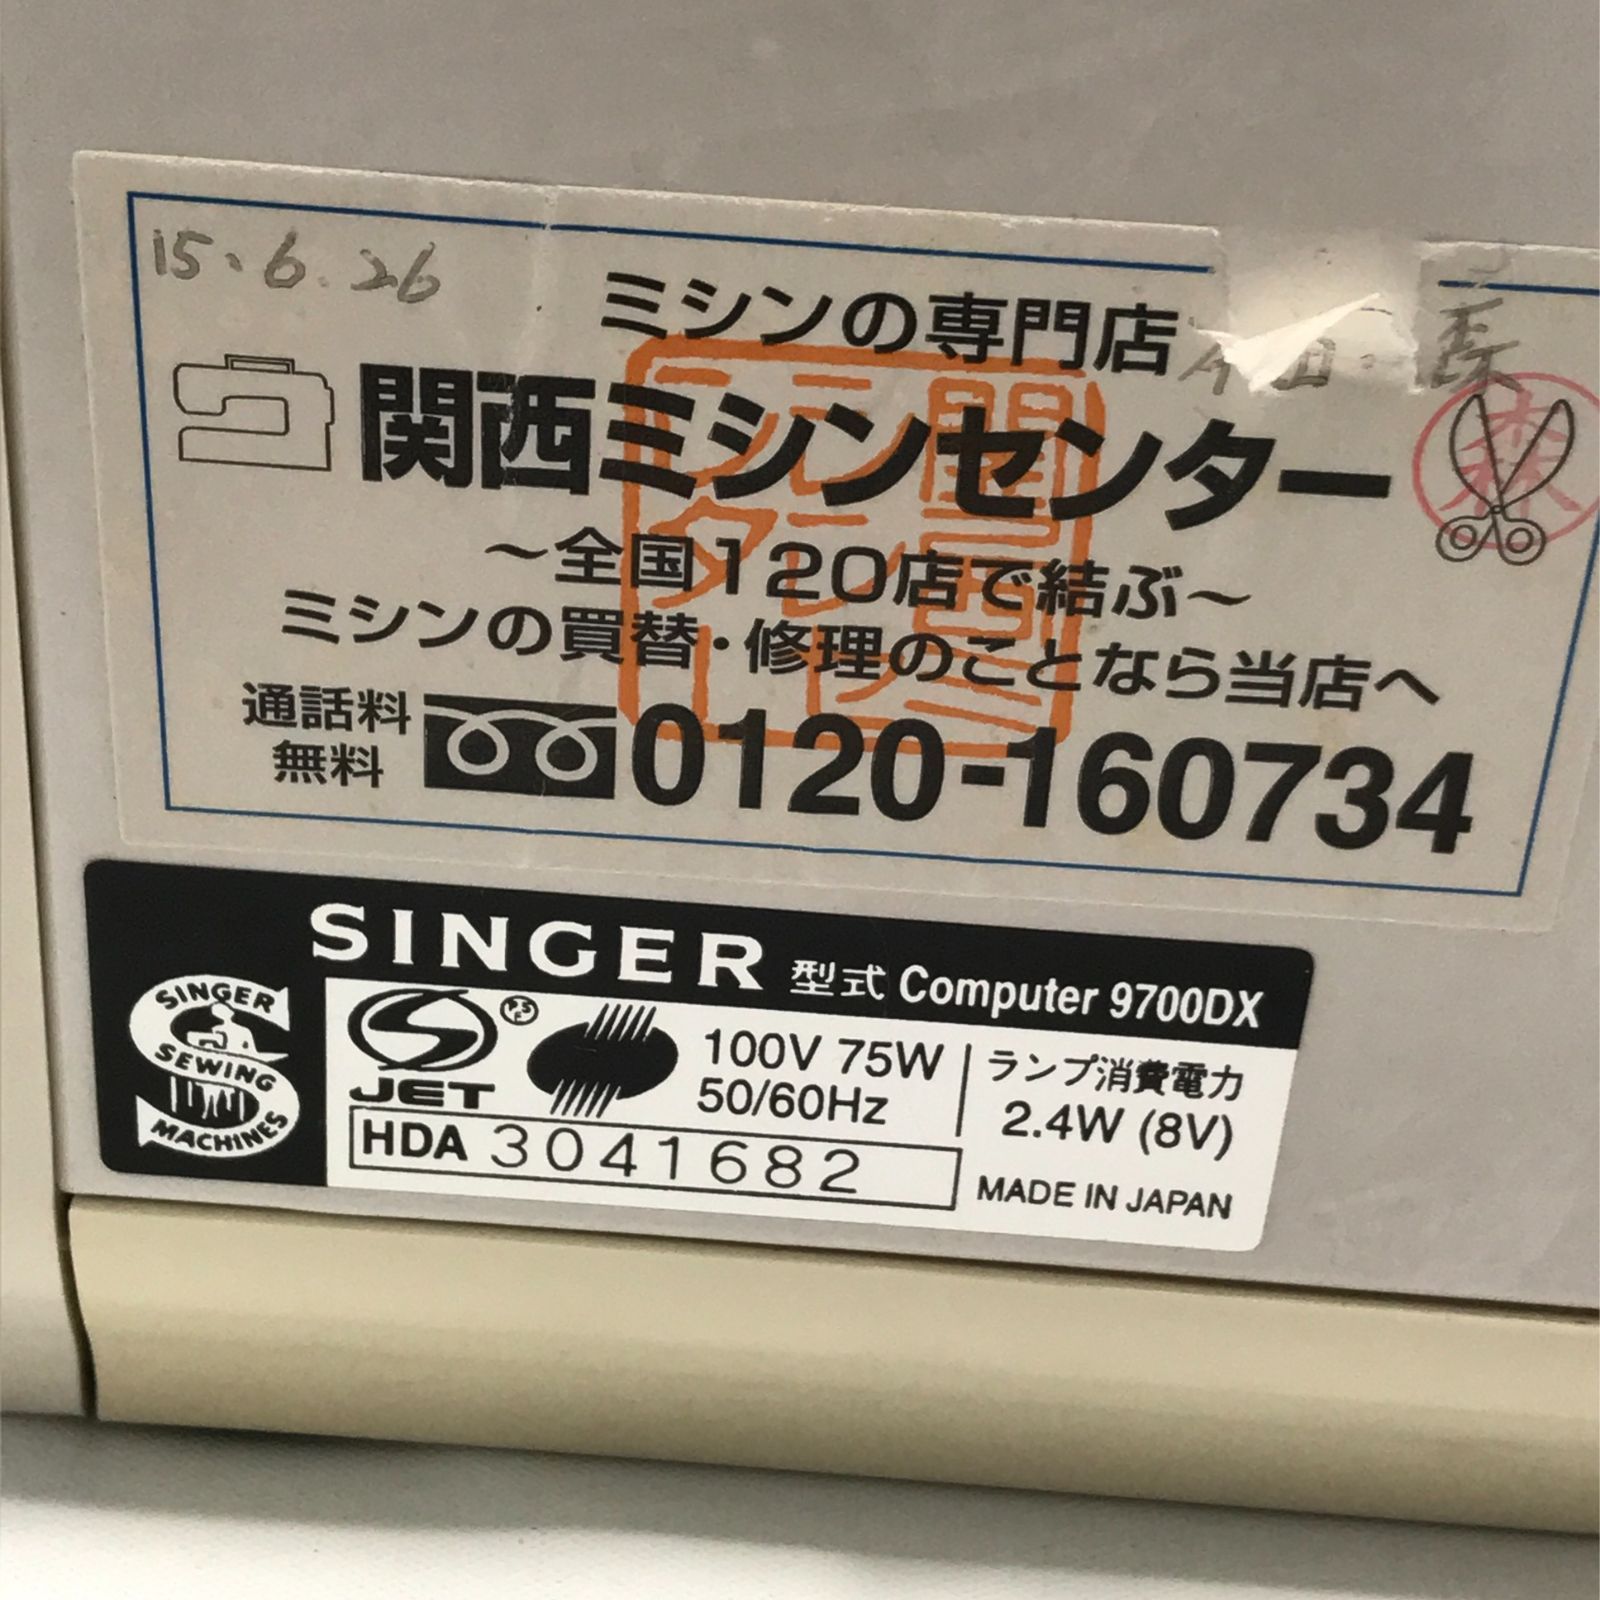 15.6.26
ミシンの専門店
関西ミシンセンター
森
～全国120店で結ぶ～
ミシンの買替・修理のことなら当店へ
通話料
無料
0120-160734
SINGER 型式 Computer 9700DX
SINGER
SEWING
MACHINES
JET
PSE
100V 75W
50/60Hz
ランプ消費電力
2.4W (8V)
HDA 3041682
MADE IN JAPAN